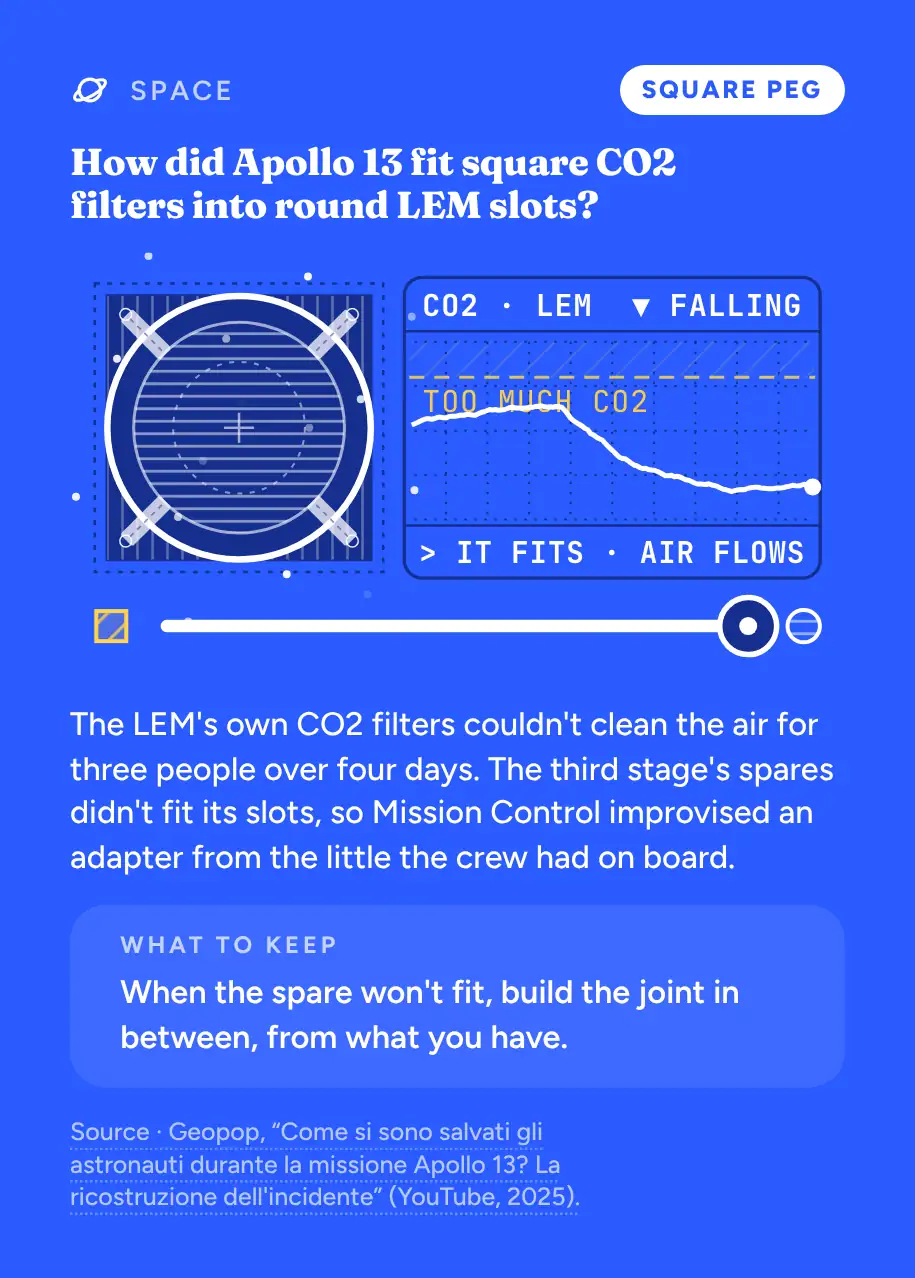 SPACE
SQUARE PEG
How did Apollo 13 fit square CO2
filters into round LEM slots?
CO2 · LEM ▼ FALLING
TOO MUCH CO2
> IT FITS · AIR FLOWS
The LEM's own CO2 filters couldn't clean the air for
three people over four days. The third stage's spares
didn't fit its slots, so Mission Control improvised an
adapter from the little the crew had on board.
WHAT TO KEEP
When the spare won't fit, build the joint in
between, from what you have.
Source · Geopop, “Come si sono salvati gli
astronauti durante la missione Apollo 13? La
ricostruzione dell'incidente” (YouTube, 2025).